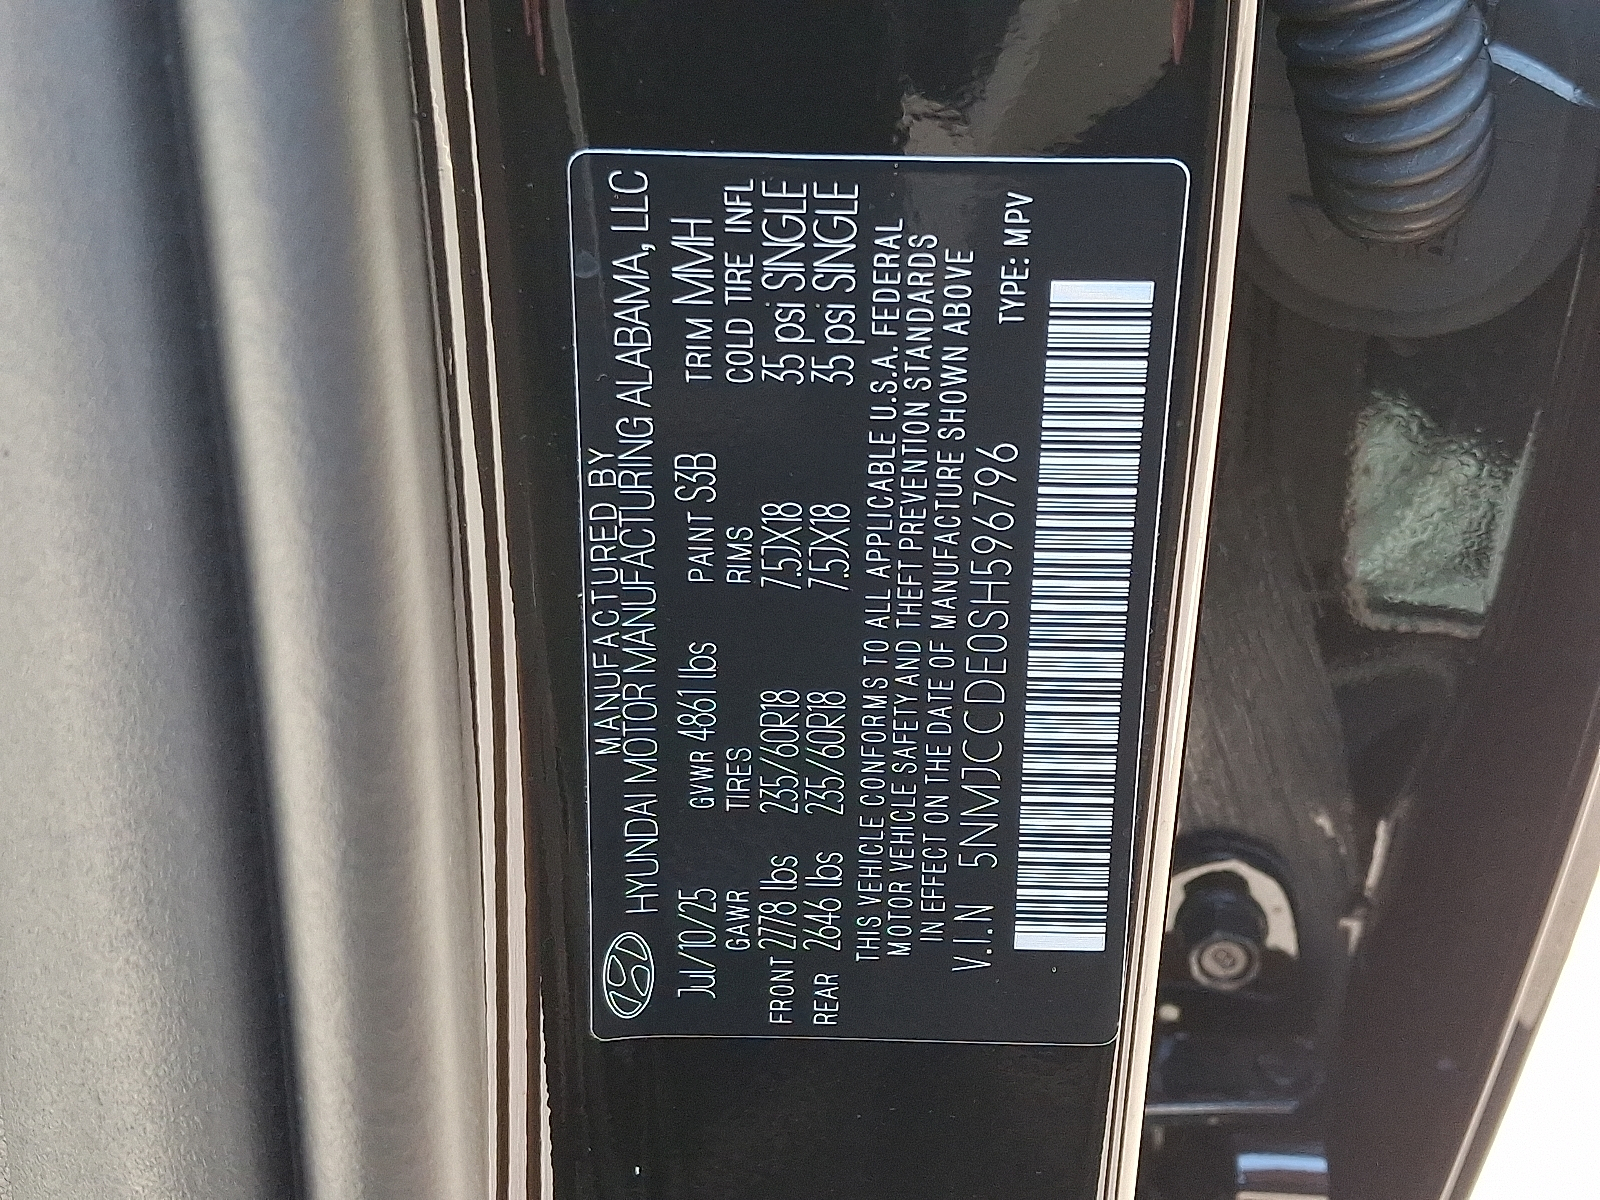 MANUFACTURED BY
HYUNDAI MOTOR MANUFACTURING ALABAMA, LLC
Jul/10/25 GVWR 4861 lbs PAINT S3B TRIM MMH
GAWR TIRES RIMS COLD TIRE INFL
FRONT 2778 lbs 235/60R18 7.5JX18 35 psi SINGLE
REAR 2646 lbs 235/60R18 7.5JX18 35 psi SINGLE
THIS VEHICLE CONFORMS TO ALL APPLICABLE U.S.A. FEDERAL
MOTOR VEHICLE SAFETY AND THEFT PREVENTION STANDARDS
IN EFFECT ON THE DATE OF MANUFACTURE SHOWN ABOVE
V.I.N 5NMJCCDE0SH596796 TYPE: MPV